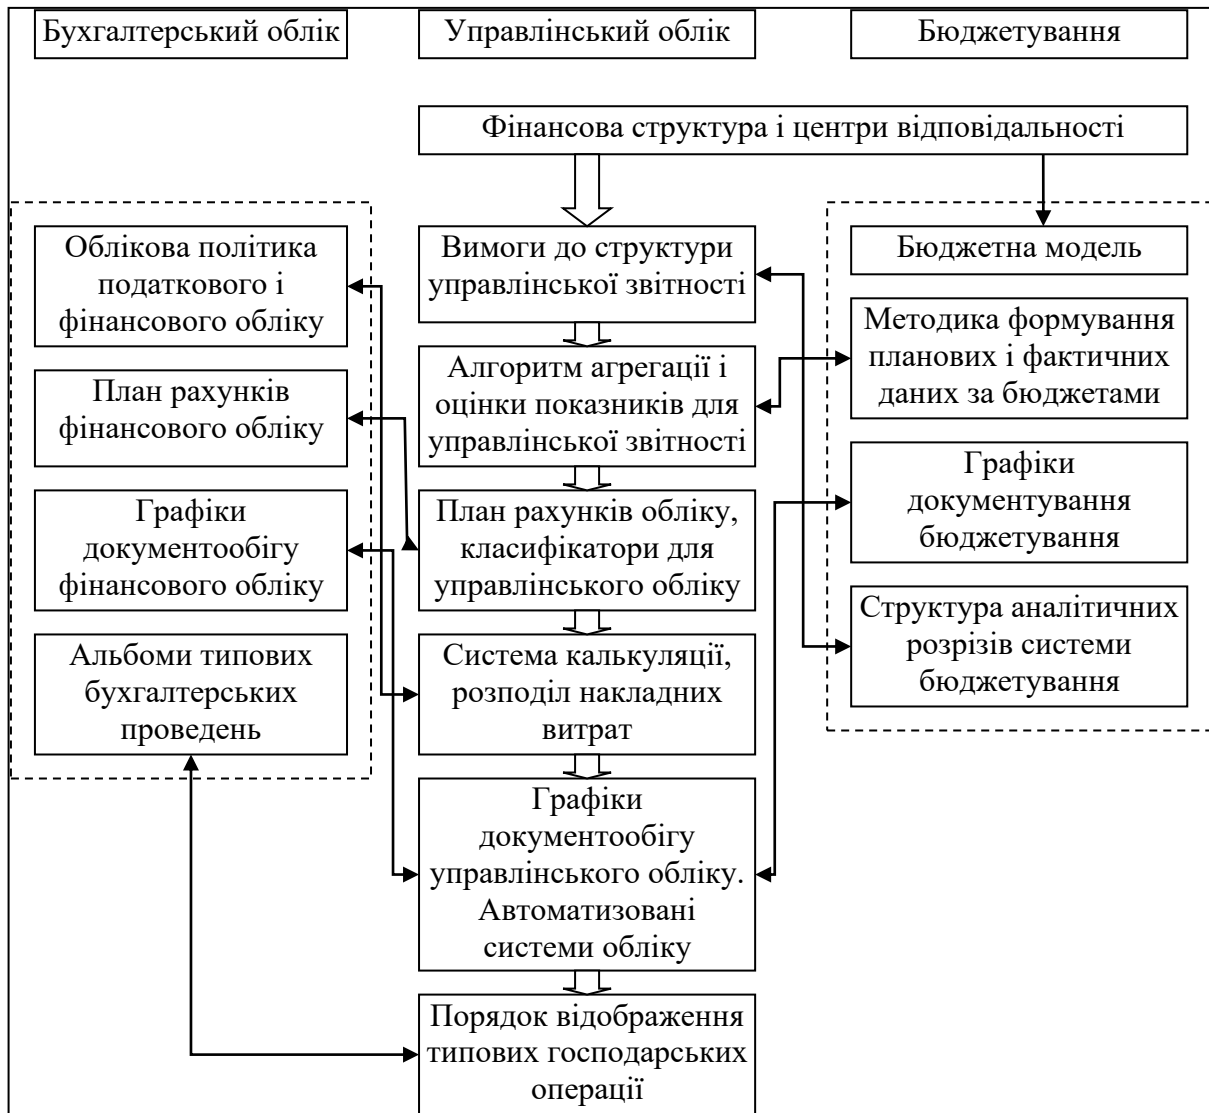 Бухгалтерський облік
Управлінський облік
Бюджетування
Фінансова структура і центри відповідальності
Облікова політика
податкового і
фінансового обліку
План рахунків
фінансового обліку
Графіки
документообігу
фінансового обліку
Альбоми типових
бухгалтерських
проведень
Вимоги до структури
управлінської звітності
Алгоритм агрегації і
оцінки показників для
управлінської звітності
План рахунків обліку,
класифікатори для
управлінського обліку
Система калькуляції,
розподіл накладних
витрат
Графіки
документообігу
управлінського обліку.
Автоматизовані
системи обліку
Порядок відображення
типових господарських
операції
Бюджетна модель
Методика формування
планових і фактичних
даних за бюджетами
Графіки
документування
бюджетування
Структура аналітичних
розрізів системи
бюджетування